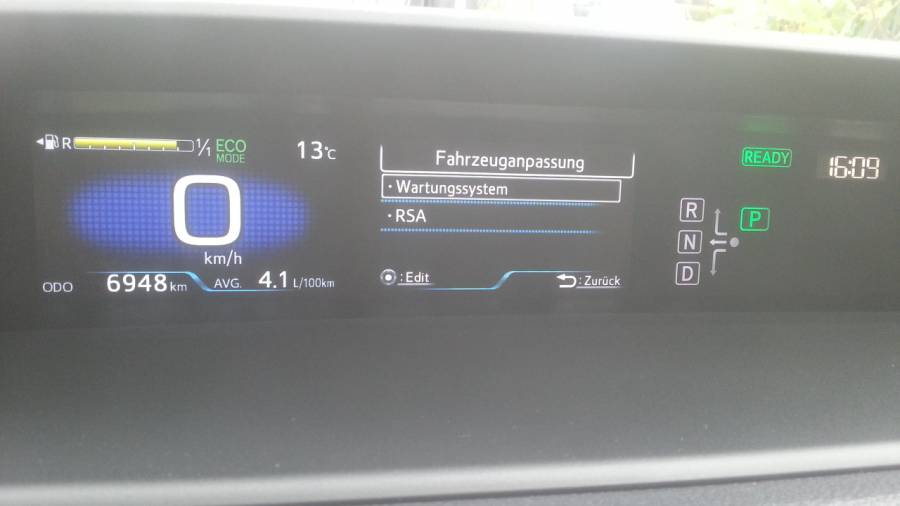 R 1/1 ECO
MODE
13°C
0
km/h
ODO 6948 km AVG. 4.1 L/100km
Fahrzeuganpassung
· Wartungssystem
· RSA
: Edit : Zurück
READY
16:09
R
N
D
P